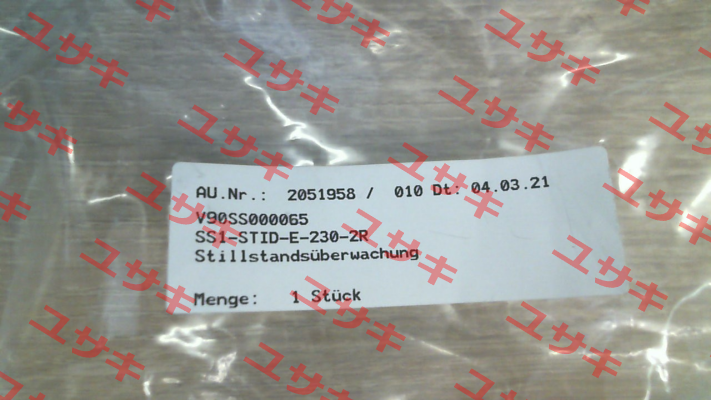 AU.Nr.: 2051958 / 010 Dt: 04.03.21
V90SS000065
SS1-STID-E-230-2R
Stillstandsüberwachung
Menge: 1 Stück
ユサキ